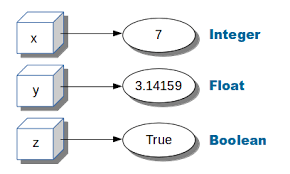 x 7 Integer
y 3.14159 Float
z True Boolean